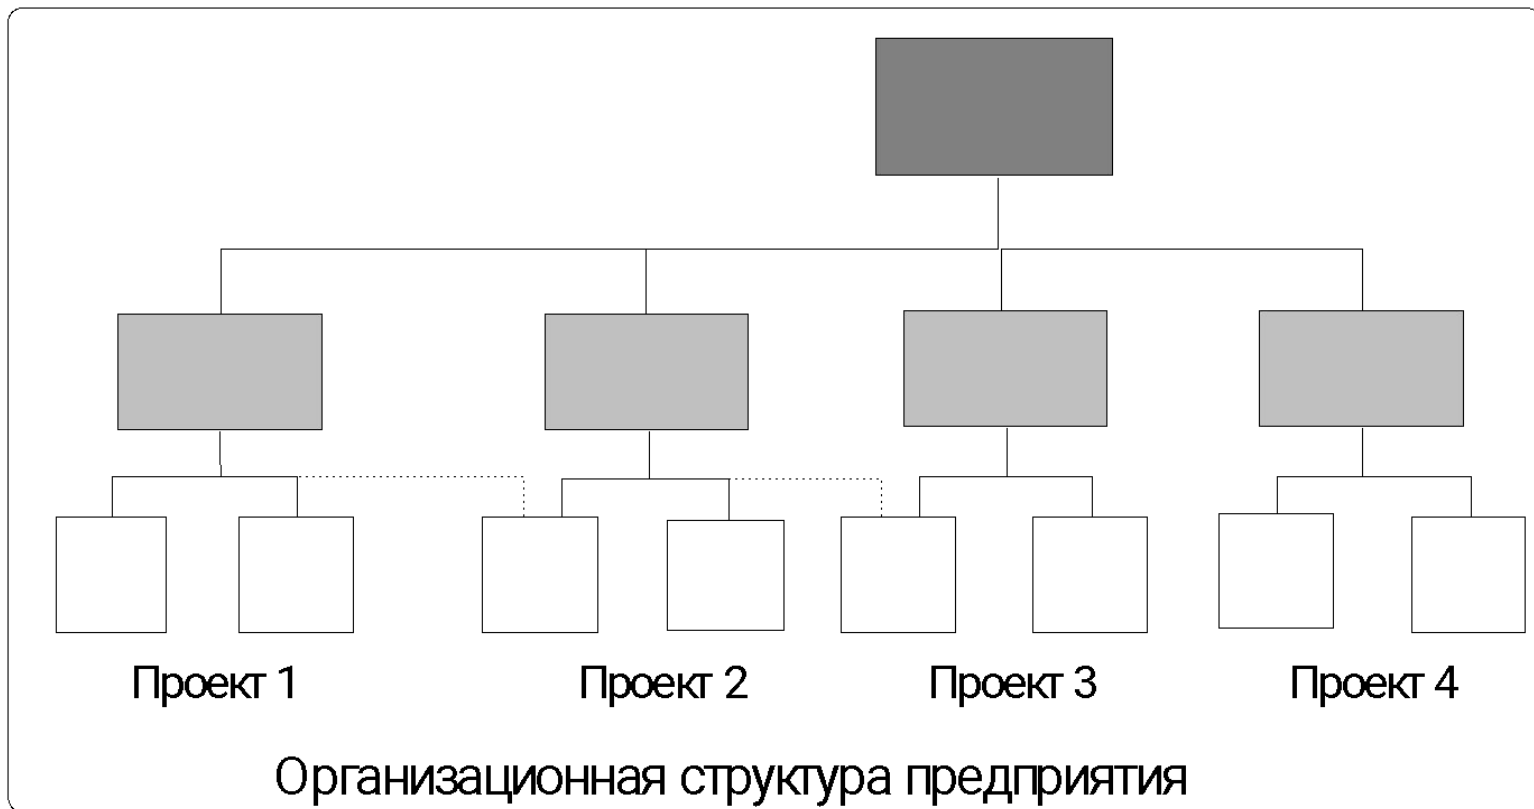 Проект 1 Проект 2 Проект 3 Проект 4
Организационная структура предприятия